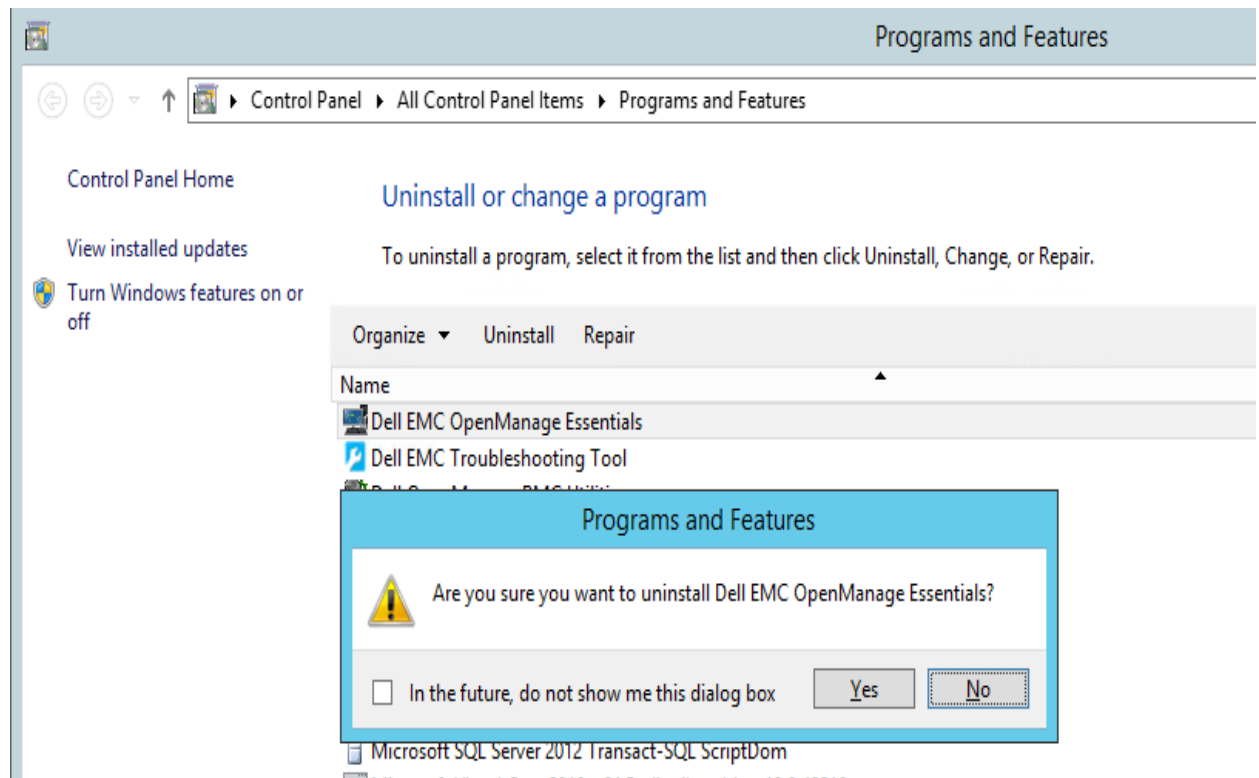 Programs and Features
Control Panel ▸ All Control Panel Items ▸ Programs and Features
Control Panel Home
View installed updates
Turn Windows features on or
off
Uninstall or change a program
To uninstall a program, select it from the list and then click Uninstall, Change, or Repair.
Organize Uninstall Repair
Name
Dell EMC OpenManage Essentials
Dell EMC Troubleshooting Tool
Programs and Features
Are you sure you want to uninstall Dell EMC OpenManage Essentials?
In the future, do not show me this dialog box Yes No
Microsoft SQL Server 2012 Transact-SQL ScriptDom